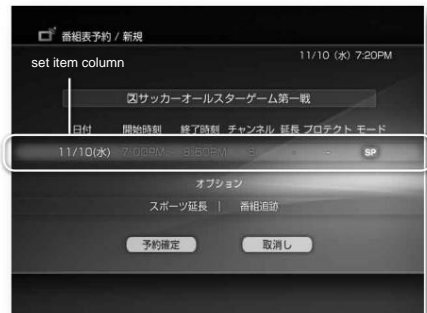 番組表予約 / 新規
11/10 (水) 7:20PM
set item column
サッカーオールスターゲーム第一戦
日付 開始時刻 終了時刻 チャンネル 延長 プロテクト モード
11/10(水) 7:00PM - - SP
オプション
スポーツ延長 | 番組追跡
予約確定 取消し